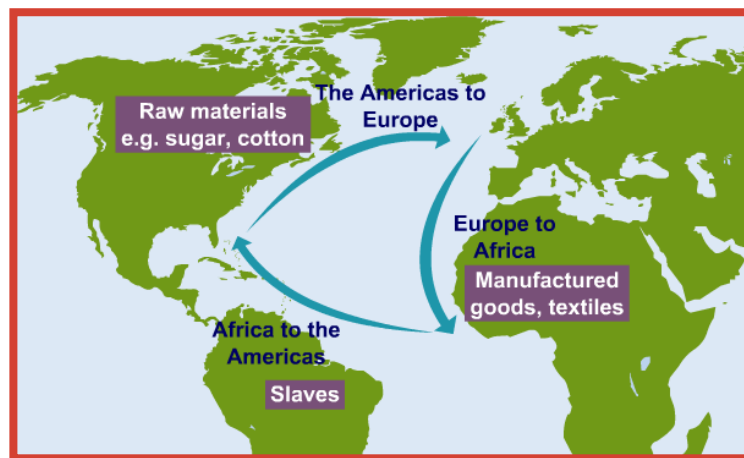 The Americas to
Europe
Raw materials
e.g. sugar, cotton
Europe to
Africa
Manufactured
goods, textiles
Africa to the
Americas
Slaves